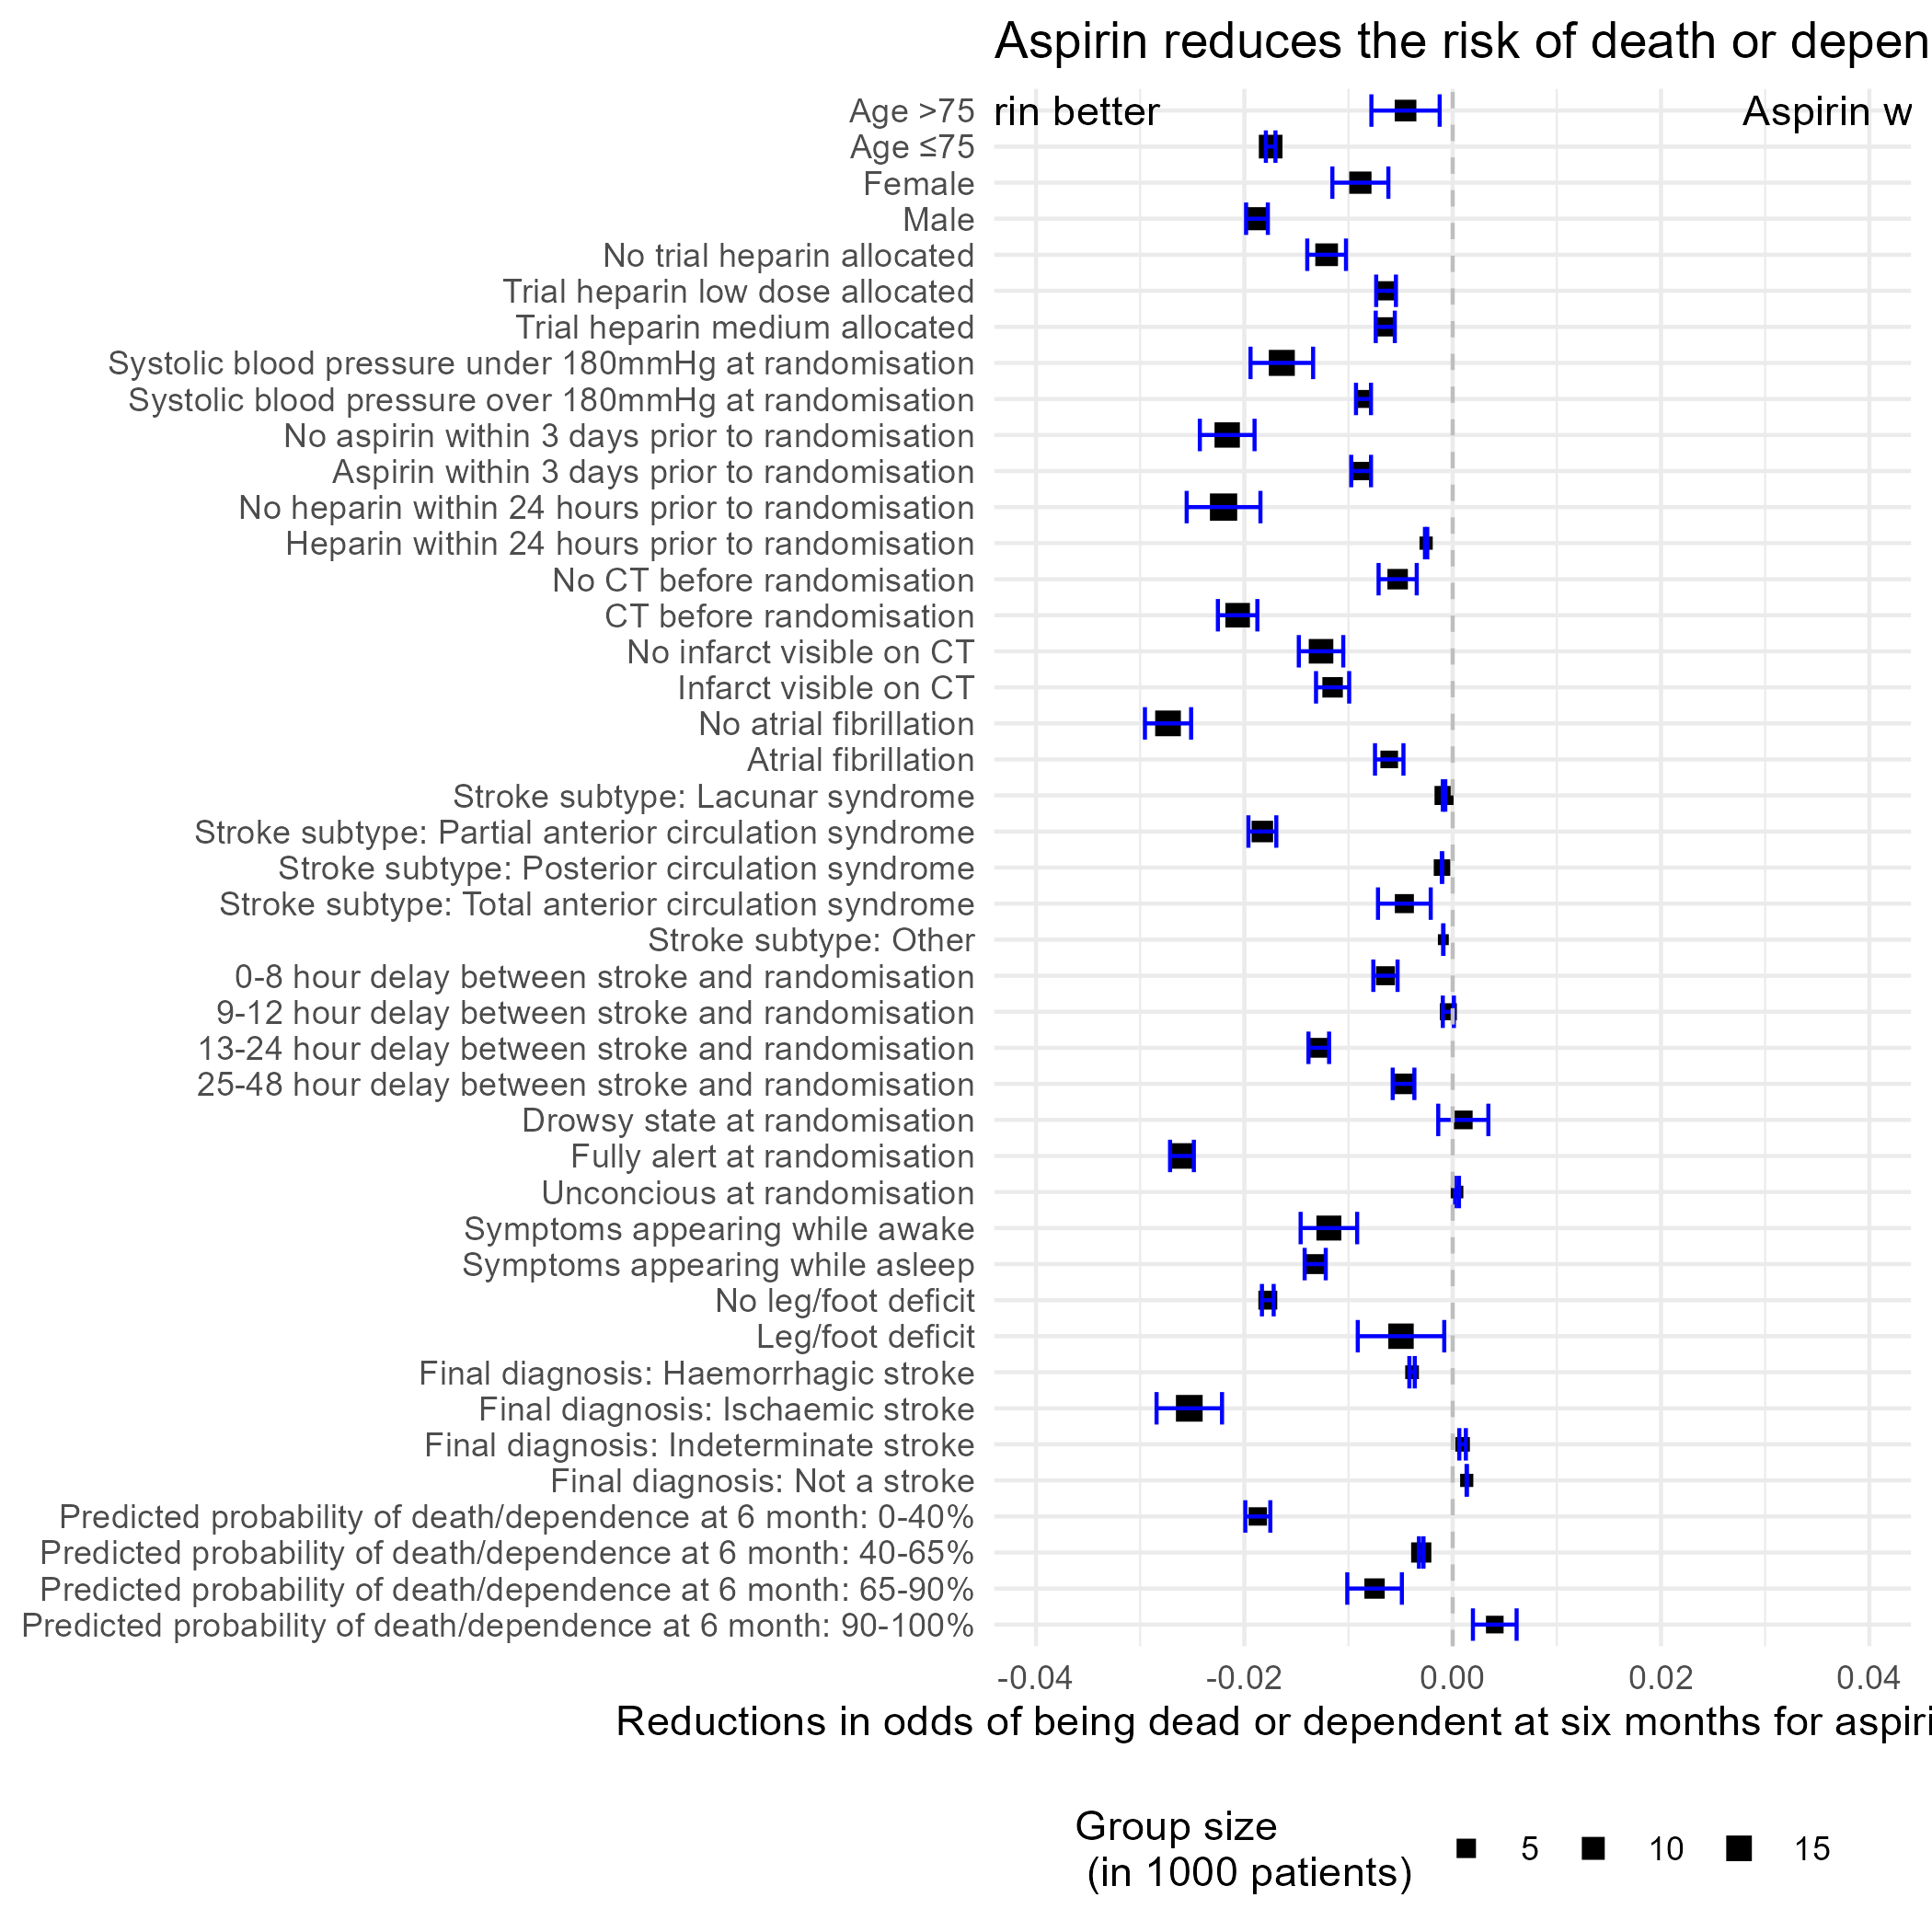 Aspirin reduces the risk of death or depen
rin better
Aspirin w
Age >75
Age ≤75
Female
Male
No trial heparin allocated
Trial heparin low dose allocated
Trial heparin medium allocated
Systolic blood pressure under 180mmHg at randomisation
Systolic blood pressure over 180mmHg at randomisation
No aspirin within 3 days prior to randomisation
Aspirin within 3 days prior to randomisation
No heparin within 24 hours prior to randomisation
Heparin within 24 hours prior to randomisation
No CT before randomisation
CT before randomisation
No infarct visible on CT
Infarct visible on CT
No atrial fibrillation
Atrial fibrillation
Stroke subtype: Lacunar syndrome
Stroke subtype: Partial anterior circulation syndrome
Stroke subtype: Posterior circulation syndrome
Stroke subtype: Total anterior circulation syndrome
Stroke subtype: Other
0-8 hour delay between stroke and randomisation
9-12 hour delay between stroke and randomisation
13-24 hour delay between stroke and randomisation
25-48 hour delay between stroke and randomisation
Drowsy state at randomisation
Fully alert at randomisation
Unconcious at randomisation
Symptoms appearing while awake
Symptoms appearing while asleep
No leg/foot deficit
Leg/foot deficit
Final diagnosis: Haemorrhagic stroke
Final diagnosis: Ischaemic stroke
Final diagnosis: Indeterminate stroke
Final diagnosis: Not a stroke
Predicted probability of death/dependence at 6 month: 0-40%
Predicted probability of death/dependence at 6 month: 40-65%
Predicted probability of death/dependence at 6 month: 65-90%
Predicted probability of death/dependence at 6 month: 90-100%
-0.04 -0.02 0.00 0.02 0.04
Reductions in odds of being dead or dependent at six months for aspiri
Group size
(in 1000 patients)
5 10 15